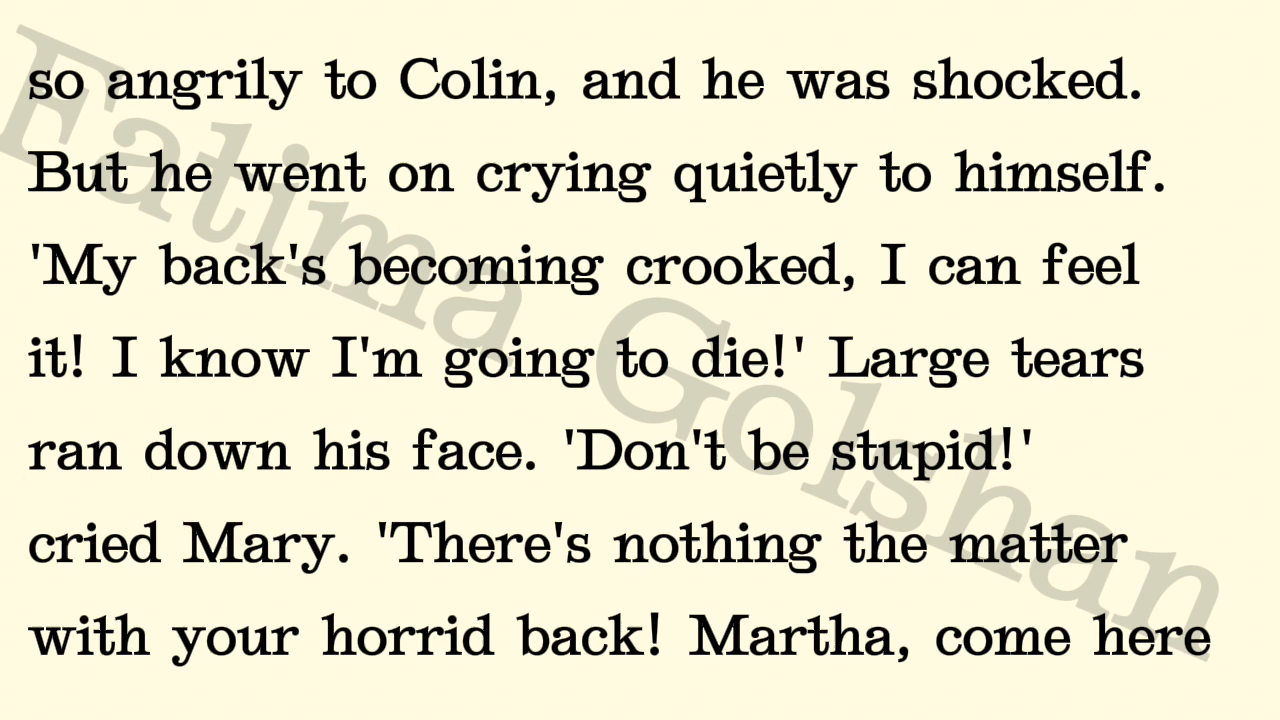 so angrily to Colin, and he was shocked.
But he went on crying quietly to himself.
'My back's becoming crooked, I can feel
it! I know I'm going to die!' Large tears
ran down his face. 'Don't be stupid!'
cried Mary. 'There's nothing the matter
with your horrid back! Martha, come here
Fatima Golshan